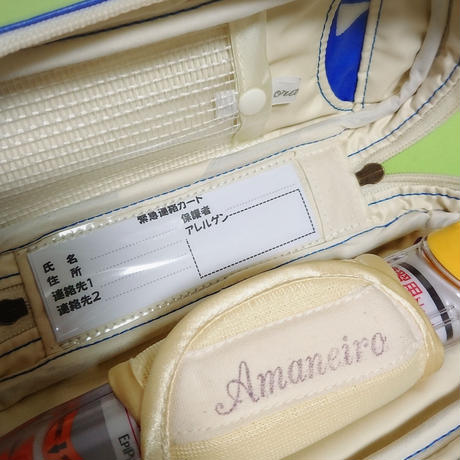 緊急連絡カード
氏 名
住 所
連絡先1
連絡先2
保護者
アレルゲン
Amaneiro